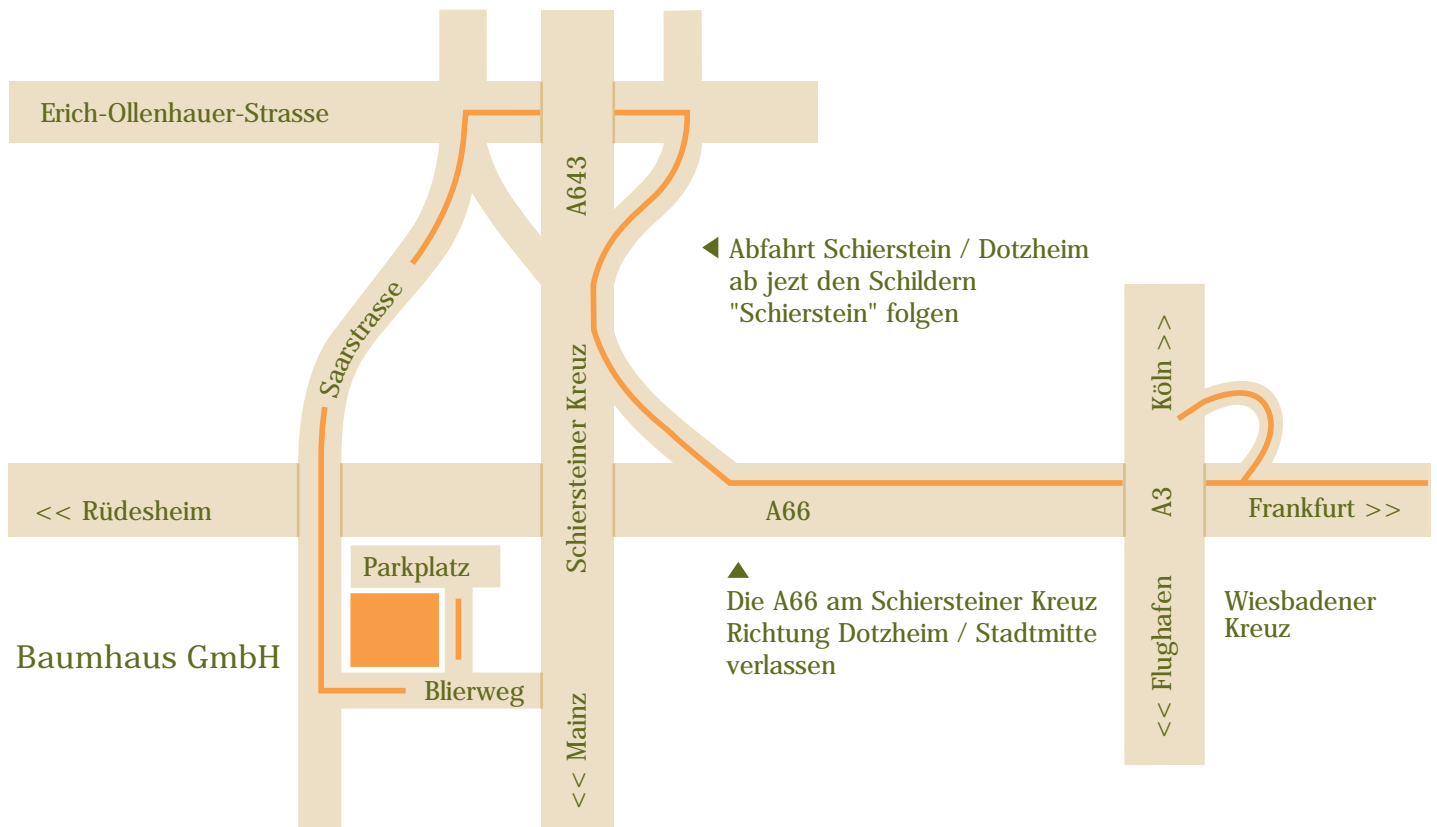 Erich-Ollenhauer-Strasse
A643
Abfahrt Schierstein / Dotzheim
ab jezt den Schildern
"Schierstein" folgen
Saarstrasse
Schiersteiner Kreuz
Köln >>
<< Rüdesheim
A66
A3
Frankfurt >>
Parkplatz
Die A66 am Schiersteiner Kreuz
Richtung Dotzheim / Stadtmitte
verlassen
<< Flughafen
Wiesbadener
Kreuz
Baumhaus GmbH
Blierweg
<< Mainz